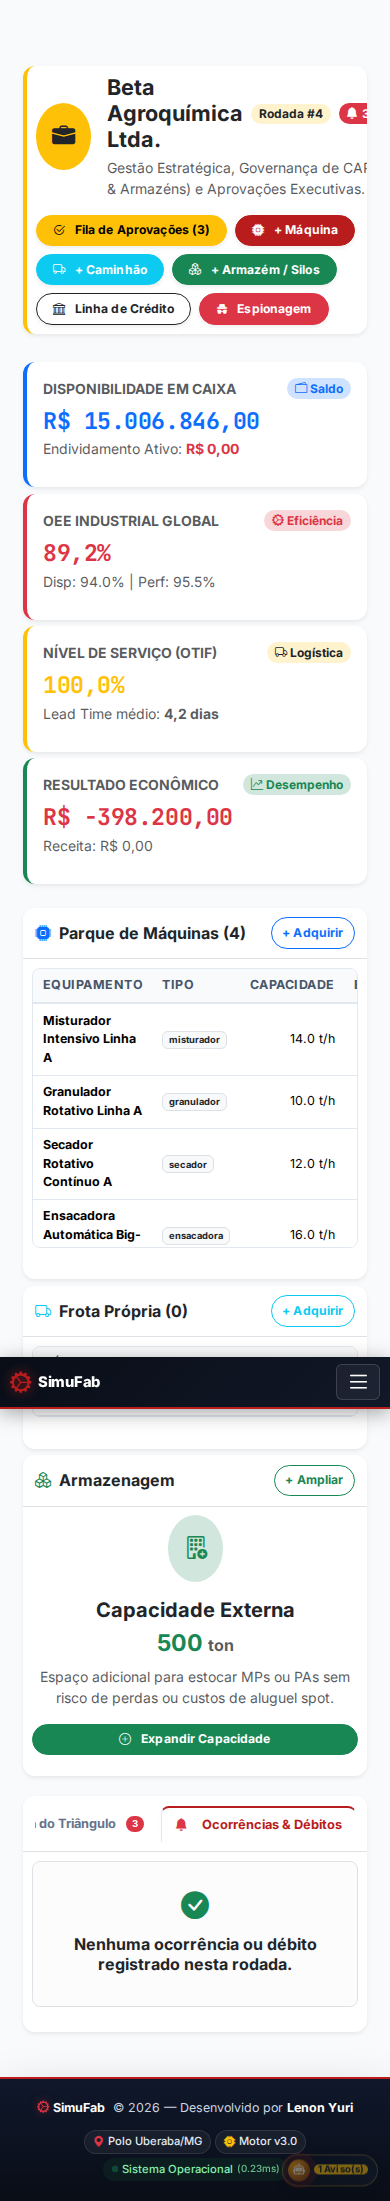 Beta
Agroquímica
Ltda.
Rodada #4
Gestão Estratégica, Governança de
& Armazéns) e Aprovações Executivas.
Fila de Aprovações (3)
+ Máquina
+ Caminhão
+ Armazém / Silos
Linha de Crédito
Espionagem
DISPONIBILIDADE EM CAIXA
Saldo
R$ 15.006.846,00
Endividamento Ativo: R$ 0,00
OEE INDUSTRIAL GLOBAL
Eficiência
89,2%
Disp: 94.0% | Perf: 95.5%
NÍVEL DE SERVIÇO (OTIF)
Logística
100,0%
Lead Time médio: 4,2 dias
RESULTADO ECONÔMICO
Desempenho
R$ -398.200,00
Receita: R$ 0,00
Parque de Máquinas (4)
+ Adquirir
EQUIPAMENTO TIPO CAPACIDADE
Misturador
Intensivo Linha
A
misturador
14.0 t/h
Granulador
Rotativo Linha A
granulador
10.0 t/h
Secador
Rotativo
Contínuo A
secador
12.0 t/h
Ensacadora
Automática Big-
ensacadora
16.0 t/h
Frota Própria (0)
+ Adquirir
SimuFab
Armazenagem
+ Ampliar
Capacidade Externa
500 ton
Espaço adicional para estocar MPs ou PAs sem
risco de perdas ou custos de aluguel spot.
Expandir Capacidade
do Triângulo 3
Ocorrências & Débitos
Nenhuma ocorrência ou débito
registrado nesta rodada.
SimuFab © 2026 — Desenvolvido por Lenon Yuri
Polo Uberaba/MG
Motor v3.0
Sistema Operacional (0.23ms)
1 Aviso(s)